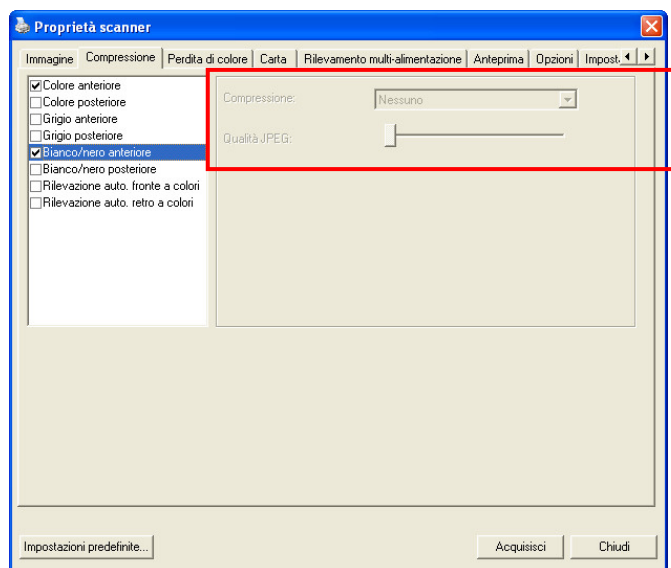 Proprietà scanner
Immagine Compressione Perdita di colore Carta Rilevamento multi-alimentazione Anteprima Opzioni Impost.
Colore anteriore
Colore posteriore
Grigio anteriore
Grigio posteriore
Bianco/nero anteriore
Bianco/nero posteriore
Rilevazione auto. fronte a colori
Rilevazione auto. retro a colori
Compressione: Nessuno
Qualità JPEG:
Impostazioni predefinite... Acquisisci Chiudi